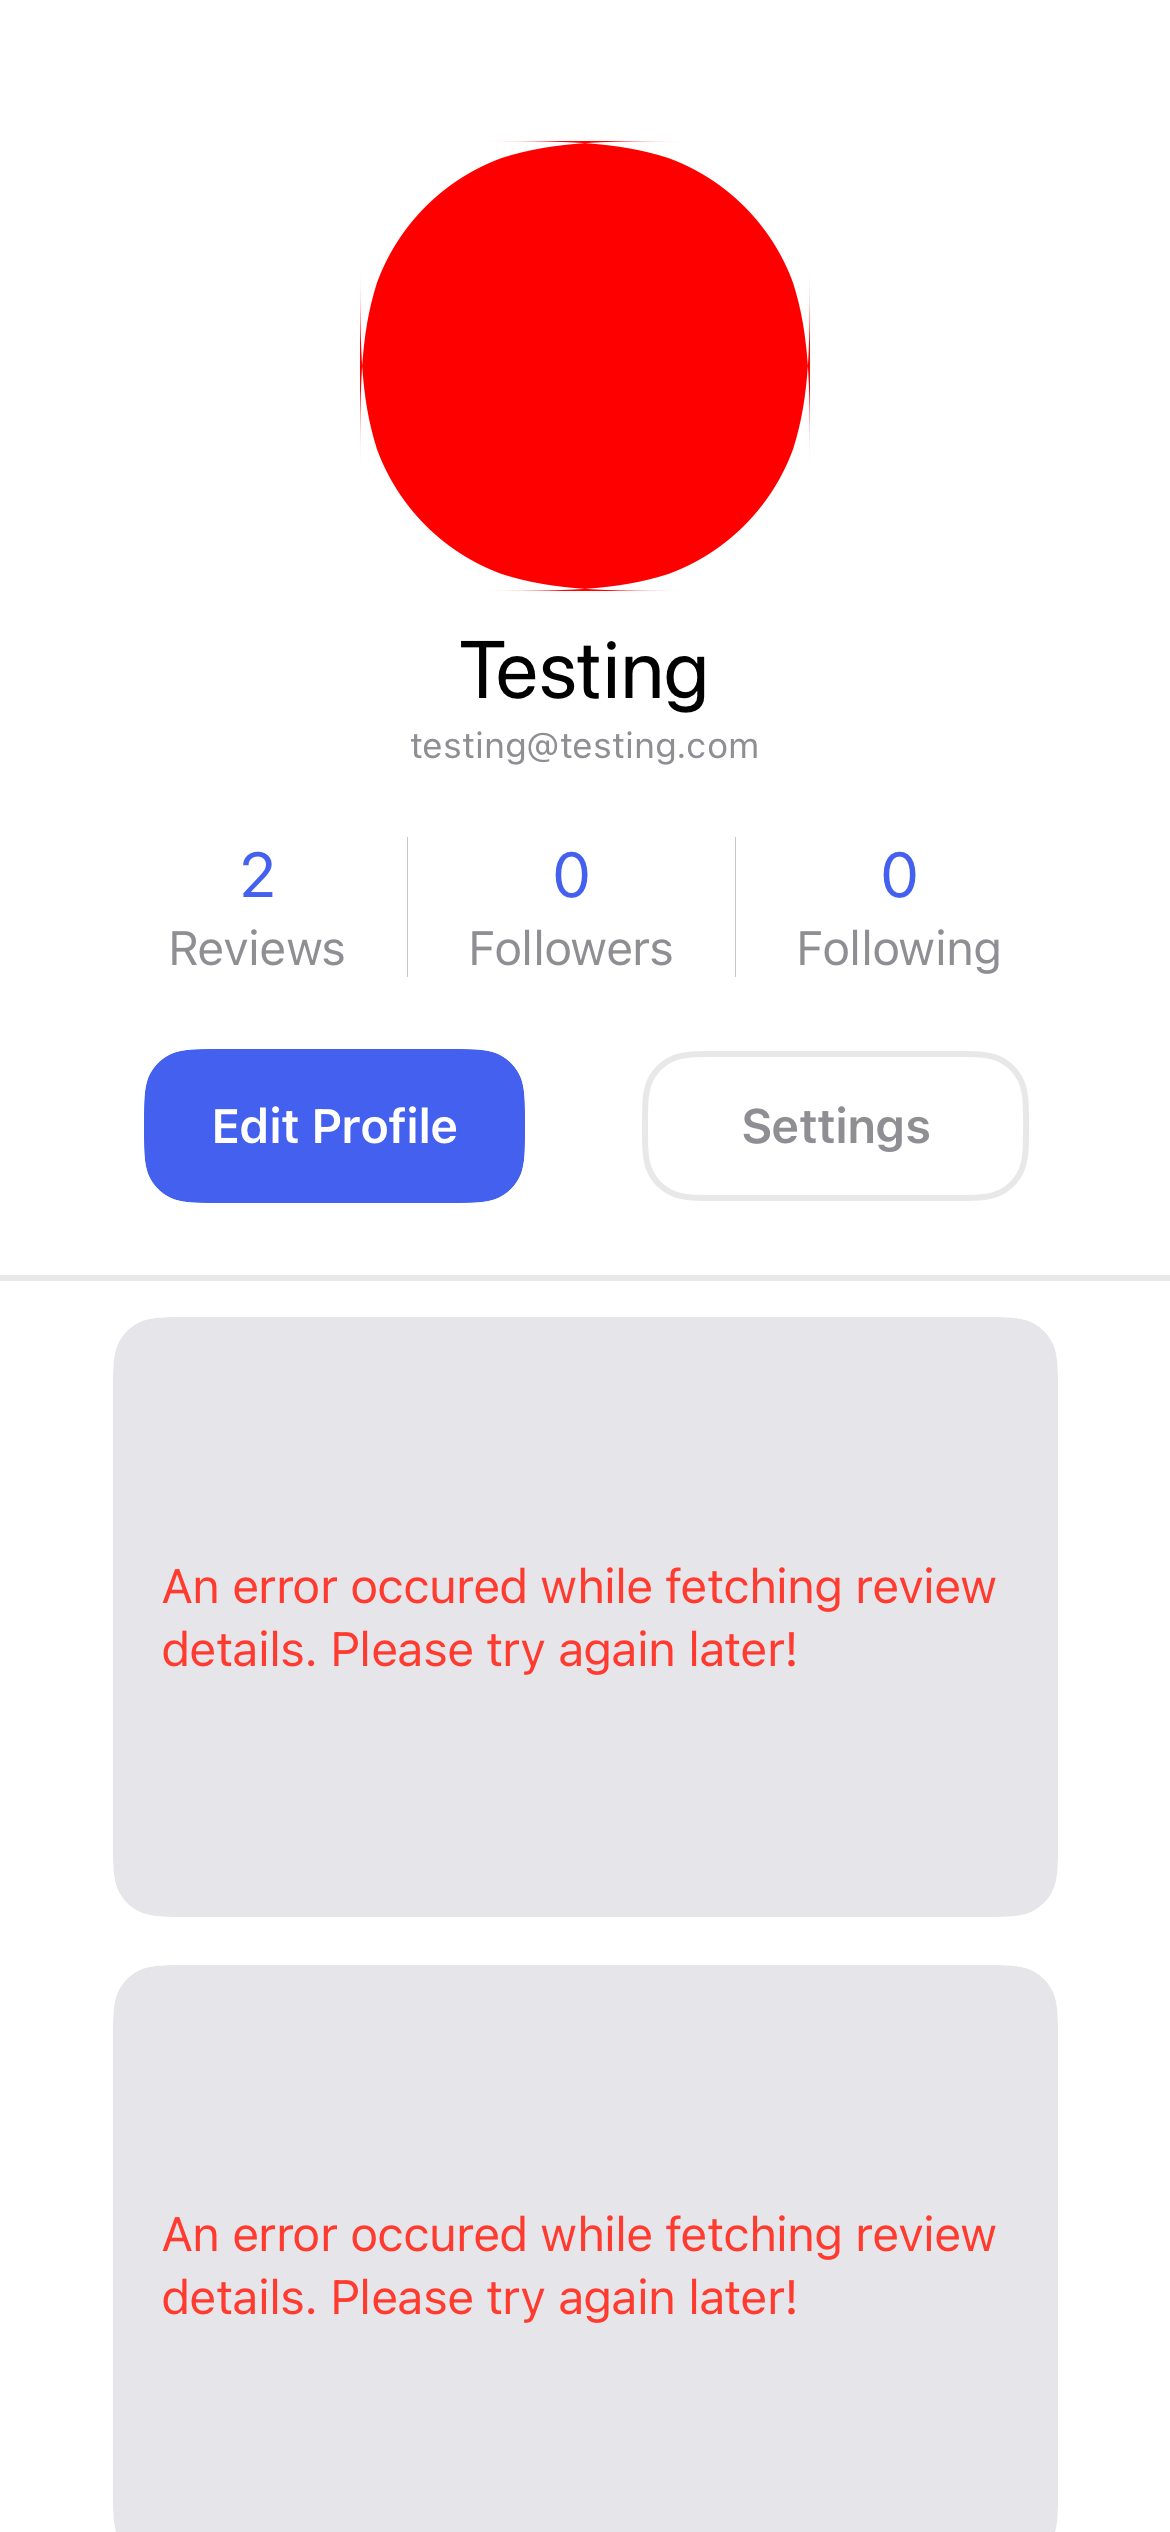 Testing
testing@testing.com
2 0 0
Reviews Followers Following
Edit Profile Settings
An error occured while fetching review
details. Please try again later!
An error occured while fetching review
details. Please try again later!